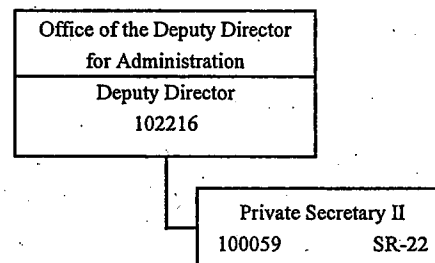 Office of the Deputy Director
for Administration
Deputy Director
102216
Private Secretary II
100059 SR-22